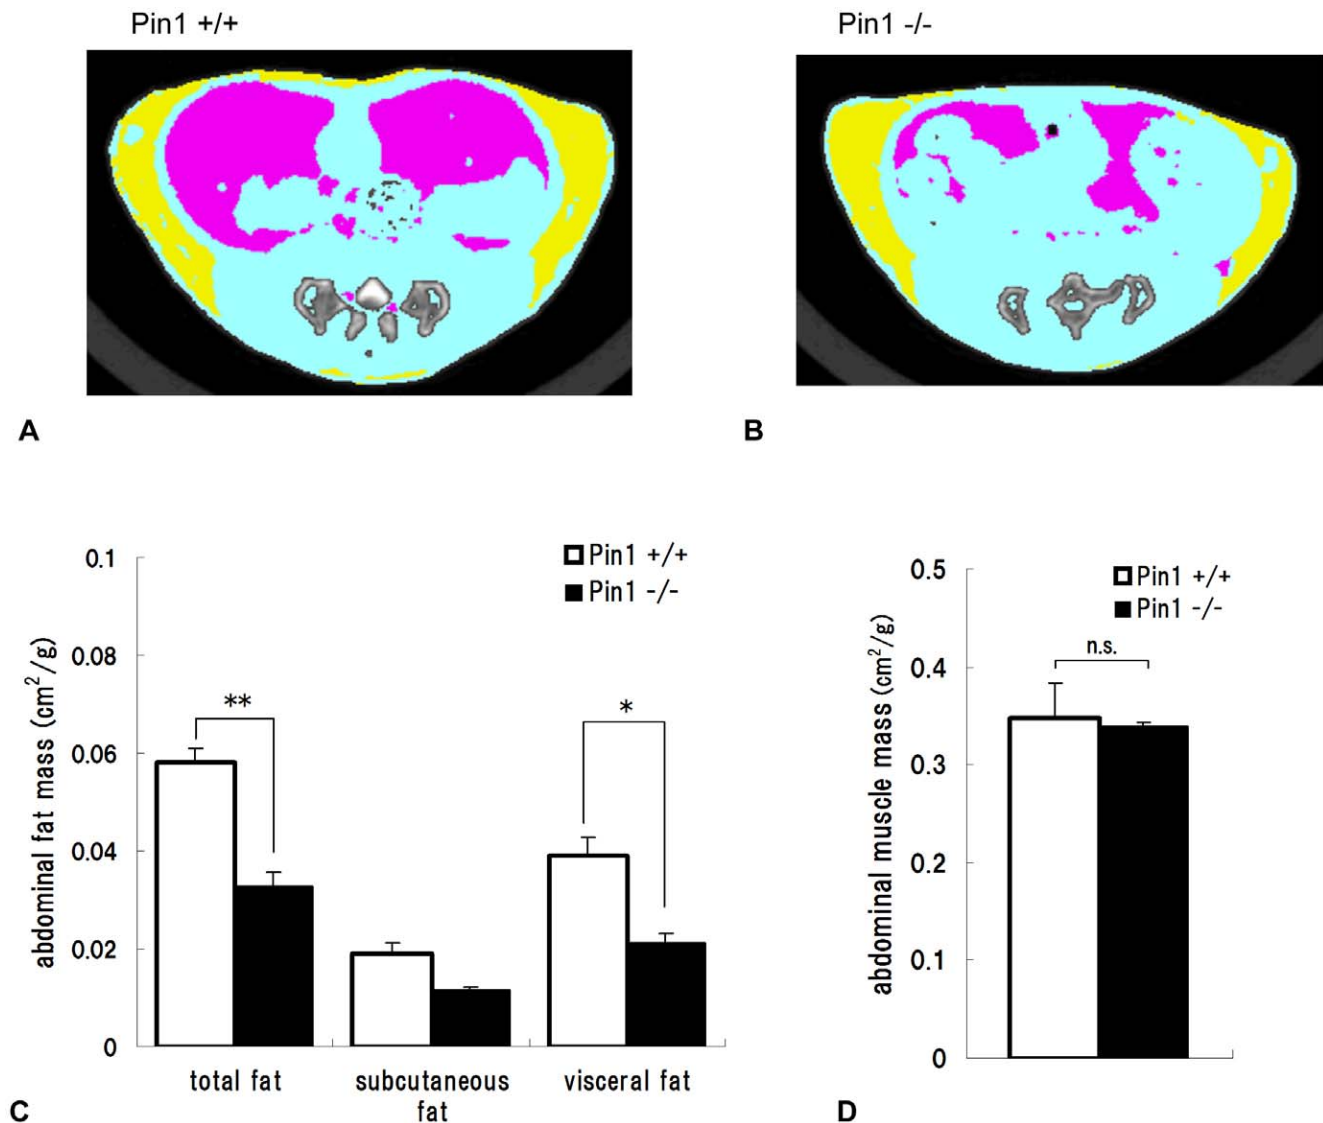 Pin1 +/+
Pin1 -/-
A
B
Pin1 +/+
Pin1 -/-
abdominal fat mass (cm²/g)
0.1
0.08
0.06
0.04
0.02
0
**
*
total fat
subcutaneous
fat
visceral fat
C
Pin1 +/+
Pin1 -/-
abdominal muscle mass (cm²/g)
0.5
0.4
0.3
0.2
0.1
0
n.s.
D